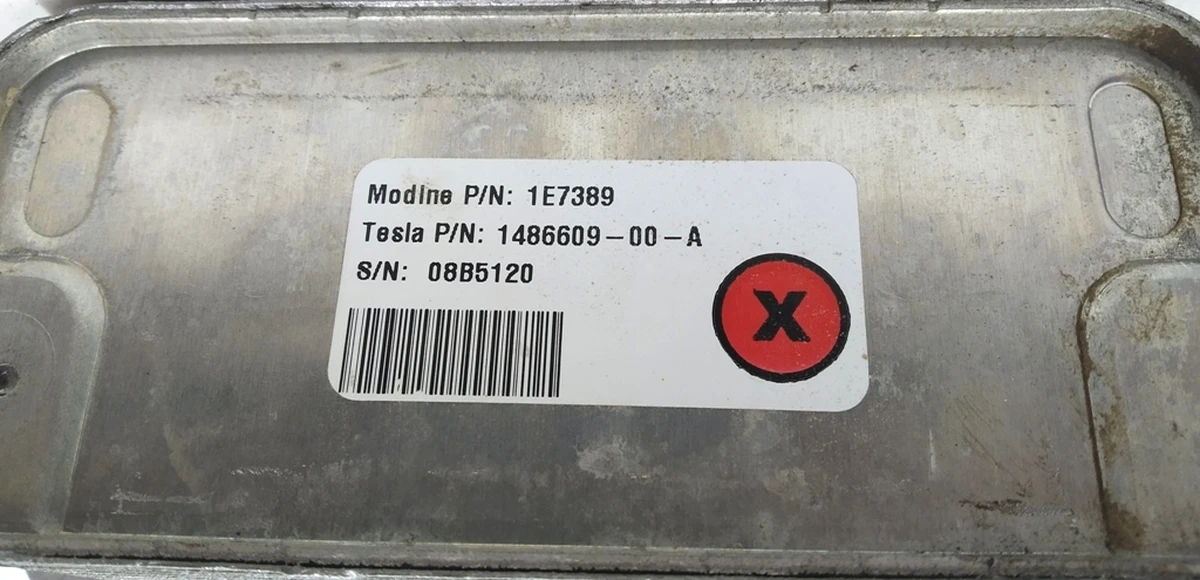 Modine P/N: 1E7389
Tesla P/N: 1486609-00-A
S/N: 08B5120
X